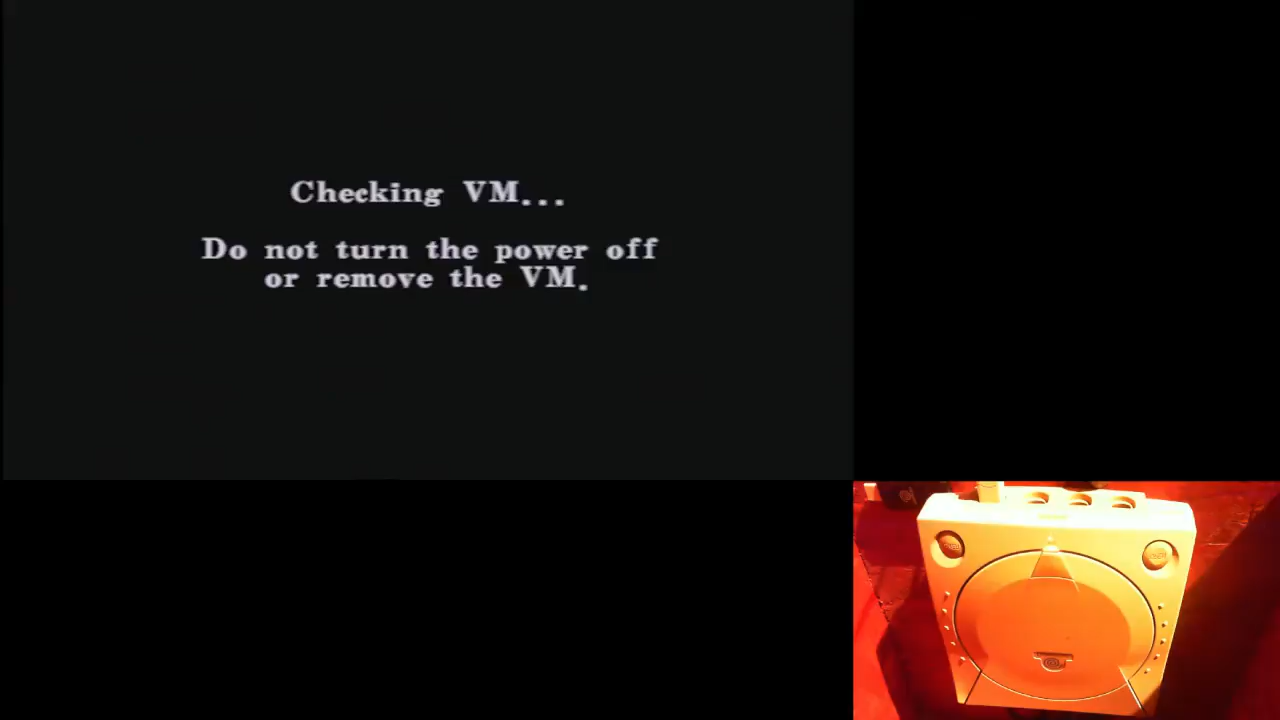 Checking VM...
Do not turn the power off
or remove the VM.